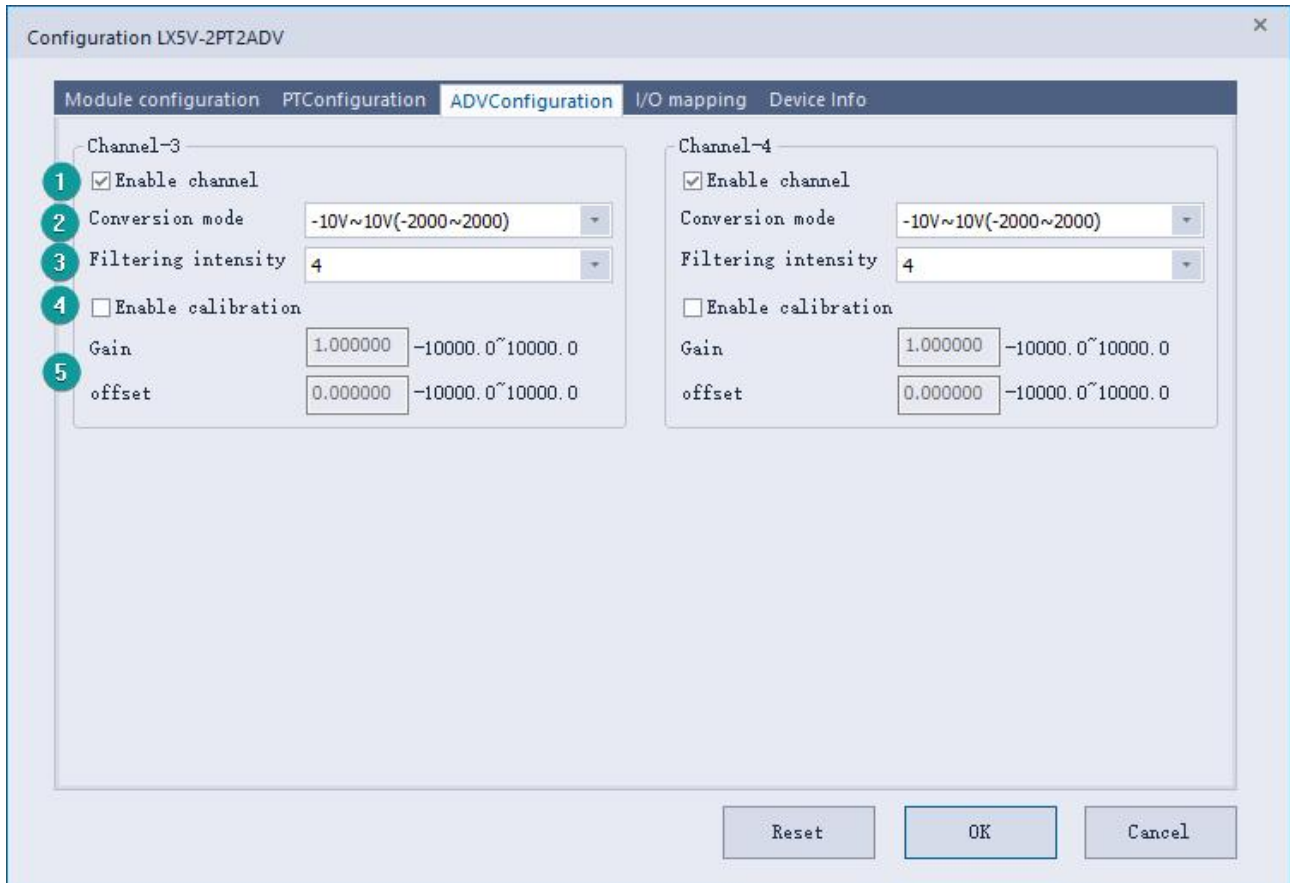 Configuration LX5V-2PT2ADV
×
Module configuration PTConfiguration ADVConfiguration I/O mapping Device Info
Channel-3
1 Enable channel
2 Conversion mode -10V~10V(-2000~2000)
3 Filtering intensity 4
4 Enable calibration
Gain 1.000000 -10000.0~10000.0
5
offset 0.000000 -10000.0~10000.0
Channel-4
Enable channel
Conversion mode -10V~10V(-2000~2000)
Filtering intensity 4
Enable calibration
Gain 1.000000 -10000.0~10000.0
offset 0.000000 -10000.0~10000.0
Reset OK Cancel